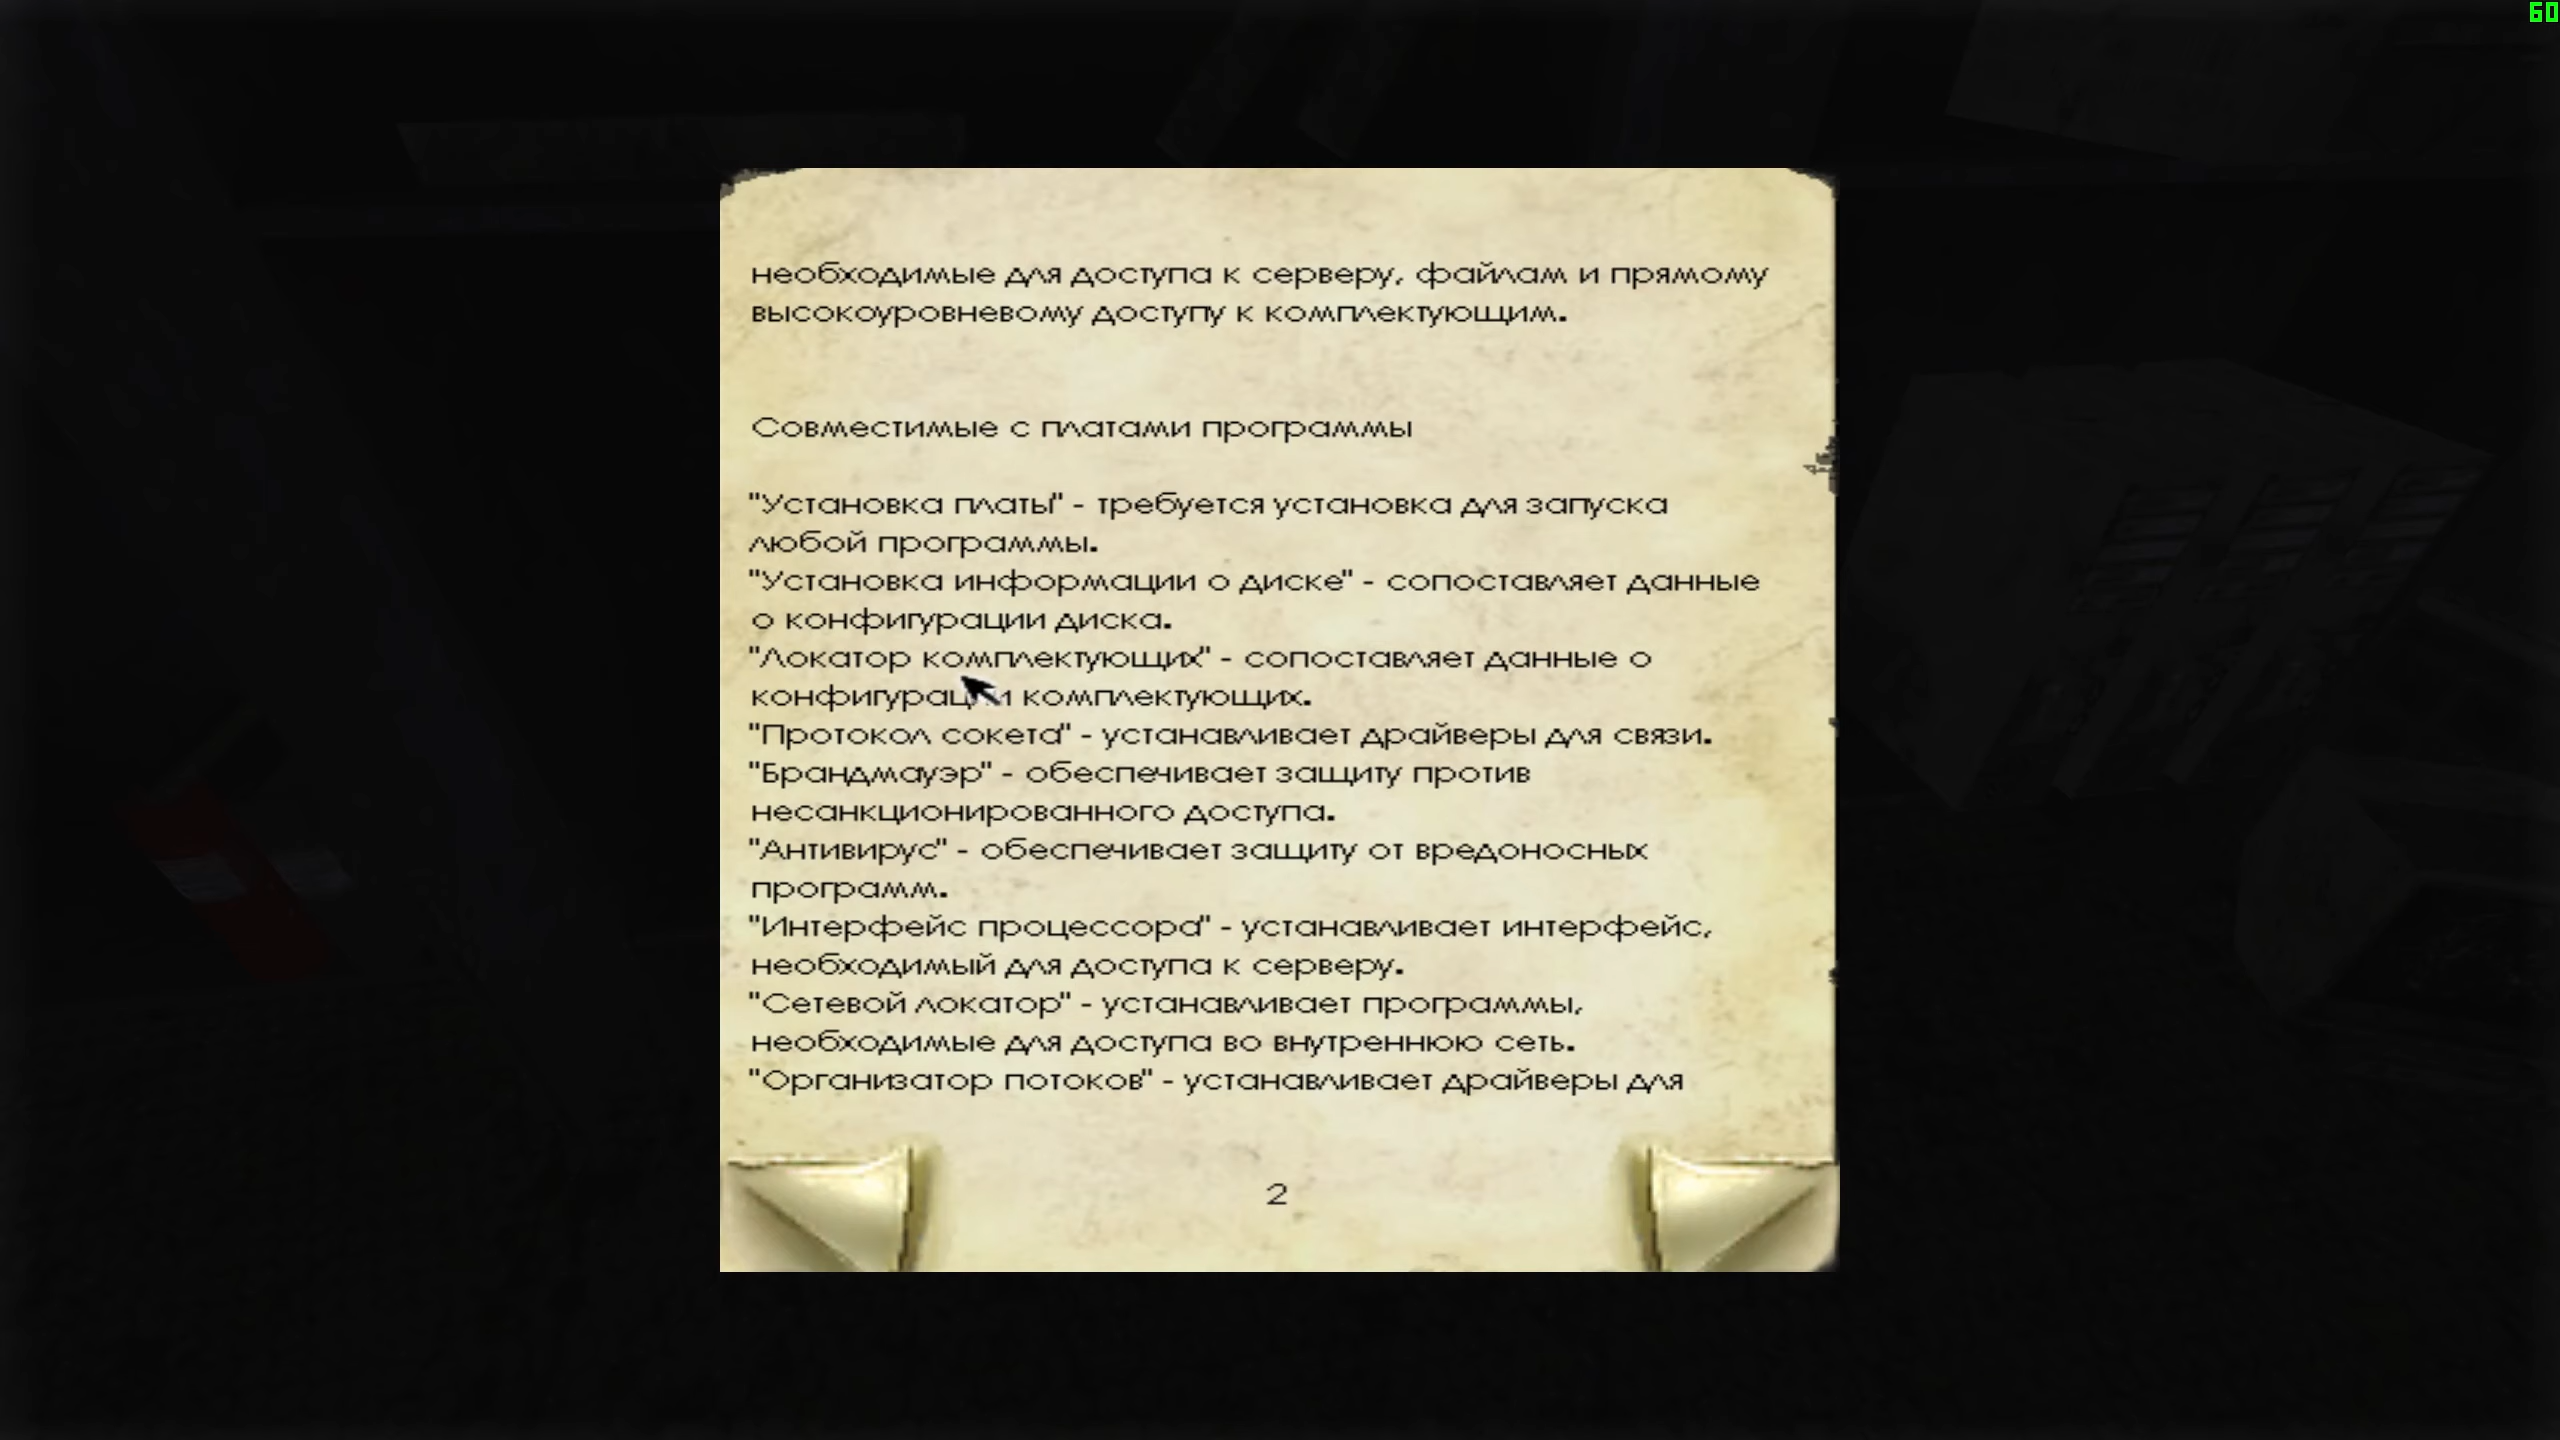 60
необходимые для доступа к серверу, файлам и прямому
высокоуровневому доступу к комплектующим.
Совместимые с платами программы
"Установка платы" - требуется установка для запуска
любой программы.
"Установка информации о диске" - сопоставляет данные
о конфигурации диска.
"Локатор комплектующих" - сопоставляет данные о
конфигурации комплектующих.
"Протокол сокета" - устанавливает драйверы для связи.
"Брандмауэр" - обеспечивает защиту против
несанкционированного доступа.
"Антивирус" - обеспечивает защиту от вредоносных
программ.
"Интерфейс процессора" - устанавливает интерфейс,
необходимый для доступа к серверу.
"Сетевой локатор" - устанавливает программы,
необходимые для доступа во внутреннюю сеть.
"Организатор потоков" - устанавливает драйверы для
2